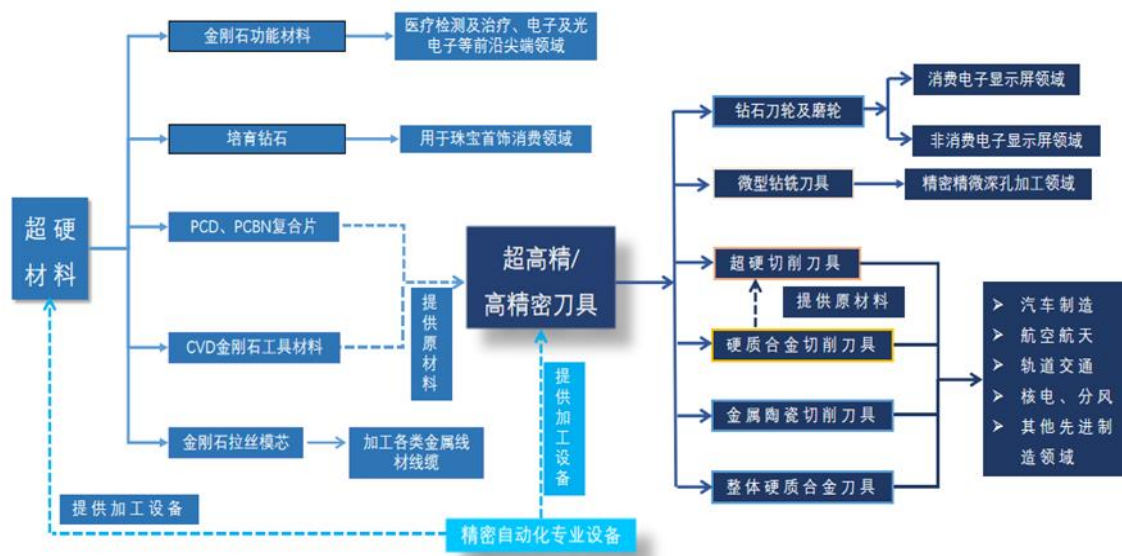 金刚石功能材料
医疗检测及治疗、电子及光
电子等前沿尖端领域
培育钻石
用于珠宝首饰消费领域
超硬
材料
PCD、PCBN复合片
CVD金刚石工具材料
提供原材料
金刚石拉丝模芯
加工各类金属线
材线缆
提供加工设备
精密自动化专业设备
提供加工设备
超高精/
高精密刀具
钻石刀轮及磨轮
消费电子显示屏领域
非消费电子显示屏领域
微型钻铣刀具
精密精微深孔加工领域
超硬切削刀具
提供原材料
硬质合金切削刀具
金属陶瓷切削刀具
整体硬质合金刀具
➢ 汽车制造
➢ 航空航天
➢ 轨道交通
➢ 核电、分风
➢ 其他先进制
造领域